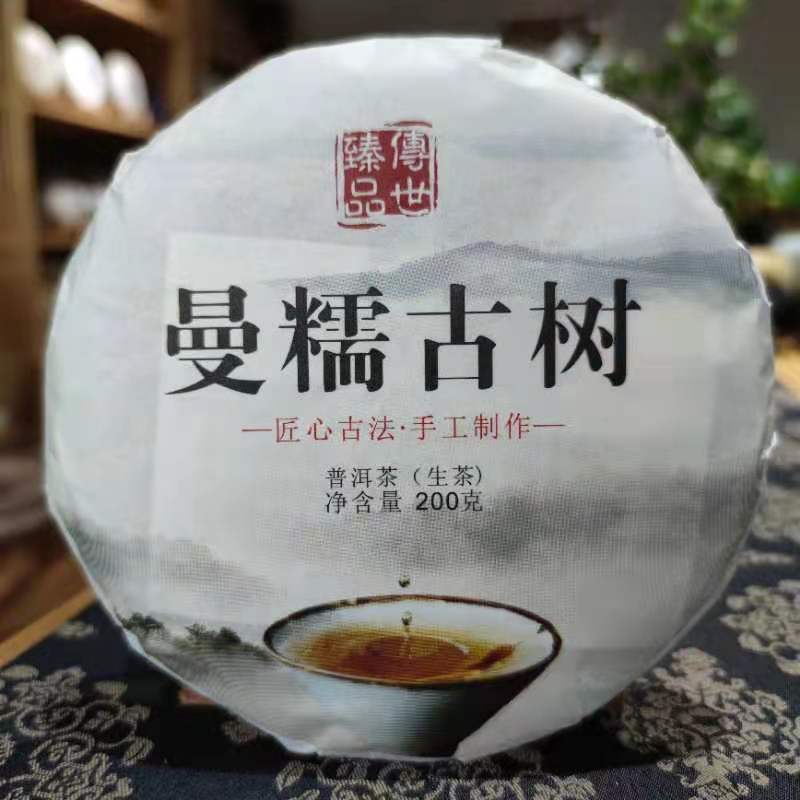 傳世
臻品
曼糯古树
—匠心古法·手工制作—
普洱茶（生茶)
净含量 200克